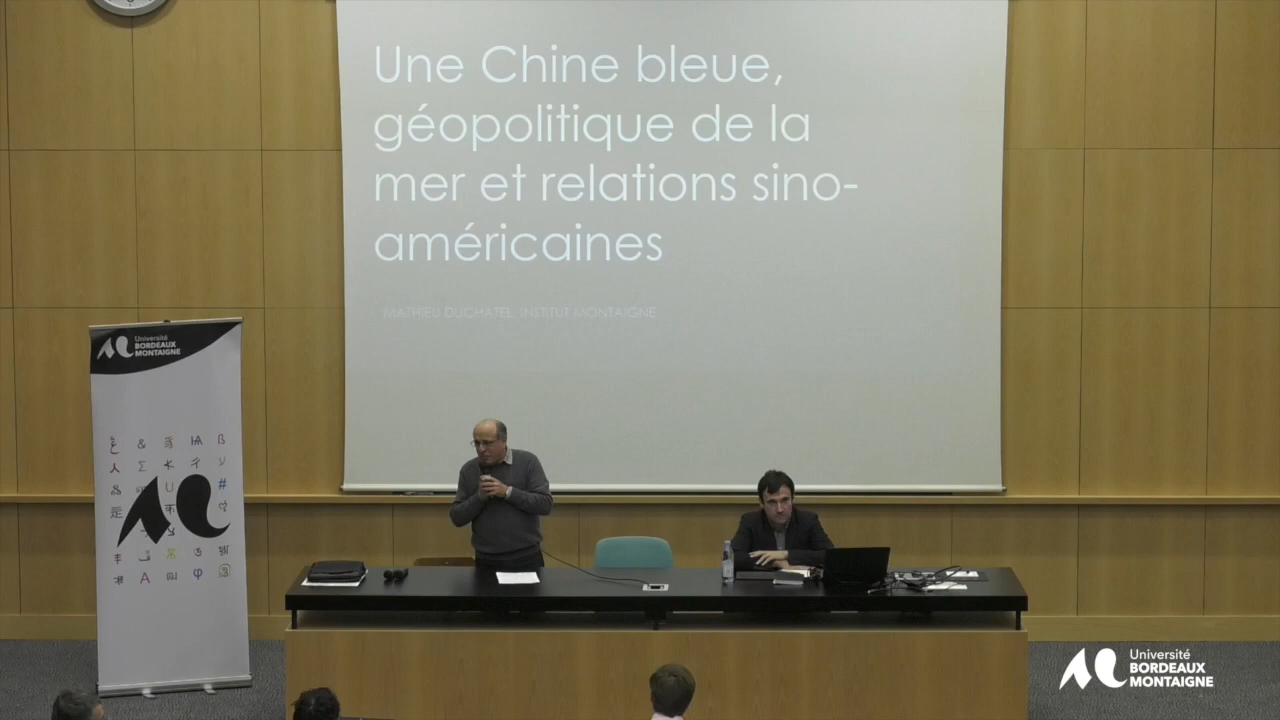 Une Chine bleue,
géopolitique de la
mer et relations sino-
américaines
MATHIEU DUCHATEL, INSTITUT MONTAIGNE
Université
BORDEAUX
MONTAIGNE
Université
BORDEAUX
MONTAIGNE